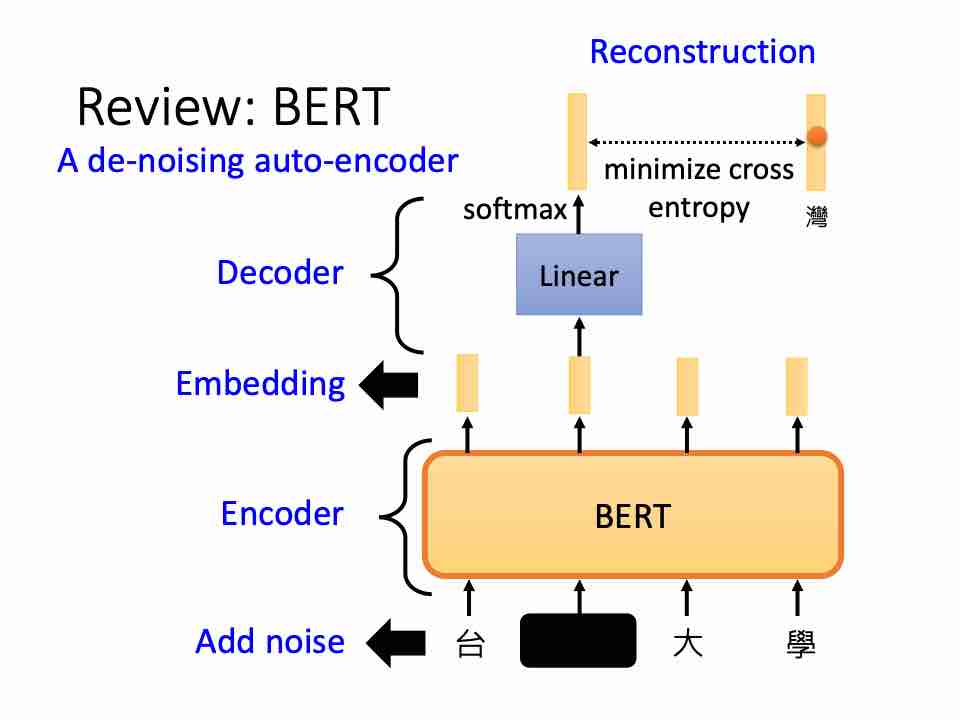 Reconstruction
Review: BERT
A de-noising auto-encoder
minimize cross
entropy
softmax
灣
Decoder
Linear
Embedding
Encoder
BERT
Add noise
台 大 學